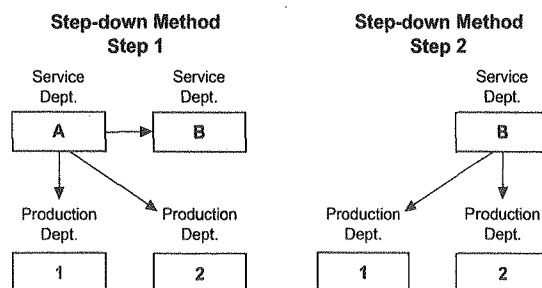 Step-down Method
Step 1
Service
Dept.
A
Service
Dept.
B
Production
Dept.
1
Production
Dept.
2
Step-down Method
Step 2
Service
Dept.
B
Production
Dept.
1
Production
Dept.
2